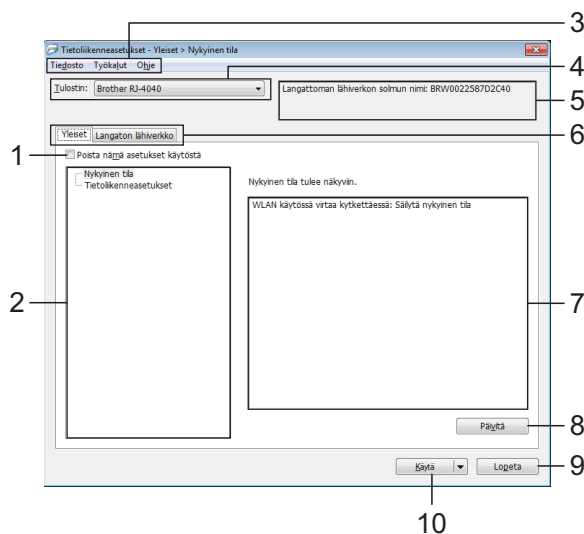 3
Tietoliikenneasetukset - Yleiset > Nykyinen tila
Tiedosto Työkalut Ohje
4
Tulostin: Brother RJ-4040
Langattoman lähiverkon solmun nimi: BRW0022587D2C40
5
6
Yleiset Langaton lähiverkko
1
Poista nämä asetukset käytöstä
Nykyinen tila
Tietoliikenneasetukset
Nykyinen tila tulee näkyviin.
WLAN käytössä virtaa kytkettäessä: Säilytä nykyinen tila
2
7
Päivitä
8
Käytä
Lopeta
9
10